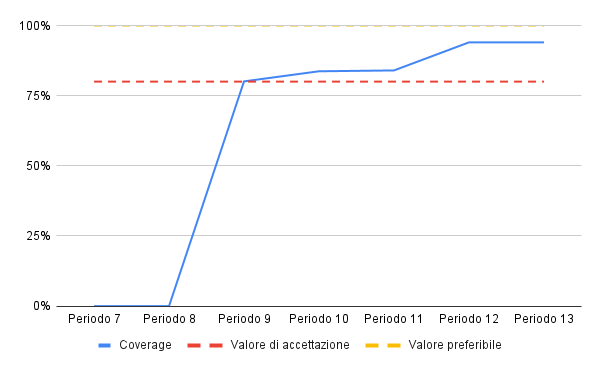 100%
75%
50%
25%
0%
Periodo 7 Periodo 8 Periodo 9 Periodo 10 Periodo 11 Periodo 12 Periodo 13
Coverage Valore di accettazione Valore preferibile